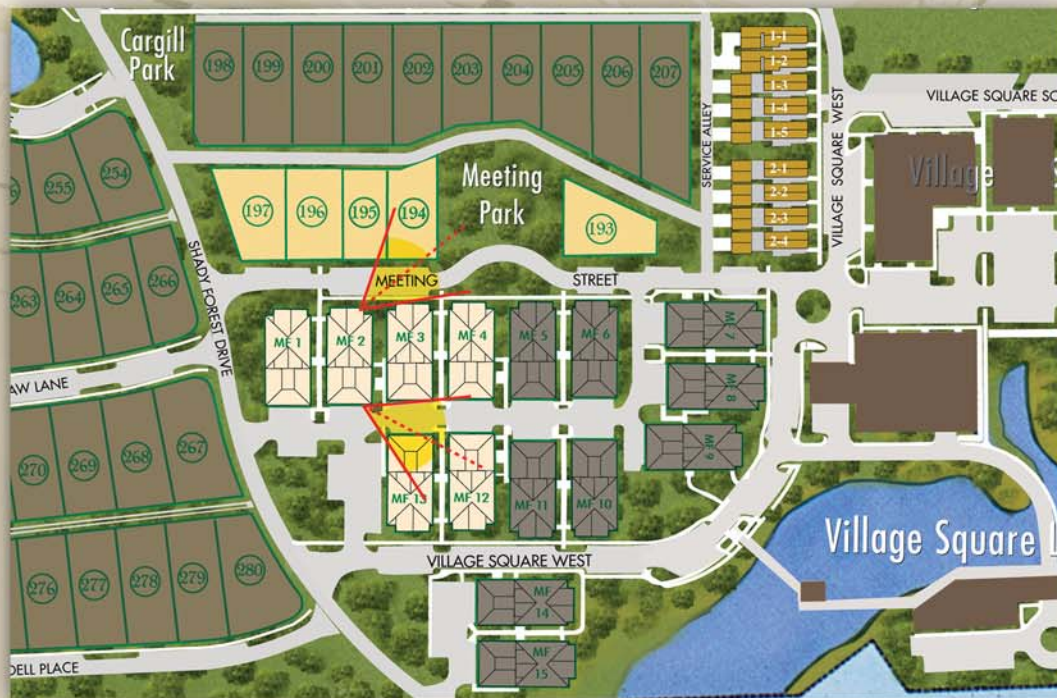 Cargill
Park
198
199
200
201
202
203
204
205
206
207
1-1
1-2
1-3
1-4
1-5
2-1
2-2
2-3
2-4
SERVICE ALLEY
VILLAGE SQUARE WEST
VILLAGE SQUARE SO
Village
Meeting
Park
197
196
195
194
193
255
254
263
264
265
266
SHADY FOREST DRIVE
MEETING STREET
MF 1
MF 2
MF 3
MF 4
MF 5
MF 6
MF 7
MF 8
MF 9
AW LANE
270
269
268
267
MF 13
MF 12
MF 11
MF 10
276
277
278
279
280
VILLAGE SQUARE WEST
Village Square L
MF
14
MF
15
DELL PLACE